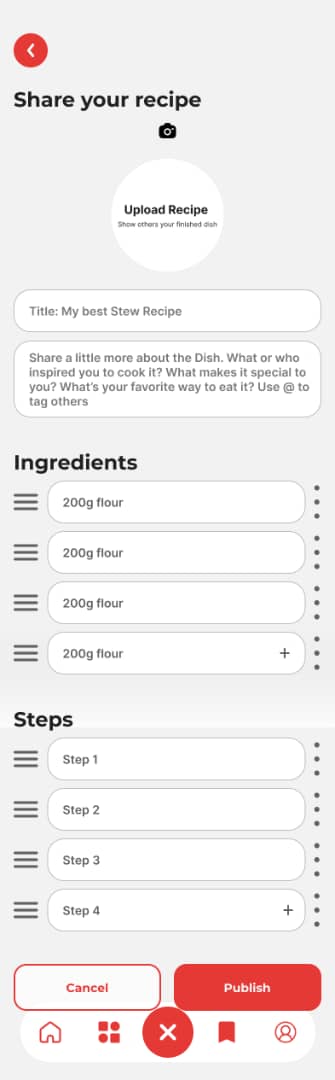 Share your recipe
Upload Recipe
Show others your finished dish
Title: My best Stew Recipe
Share a little more about the Dish. What or who
inspired you to cook it? What makes it special to
you? What's your favorite way to eat it? Use @ to
tag others
Ingredients
200g flour
200g flour
200g flour
200g flour +
Steps
Step 1
Step 2
Step 3
Step 4 +
Cancel Publish